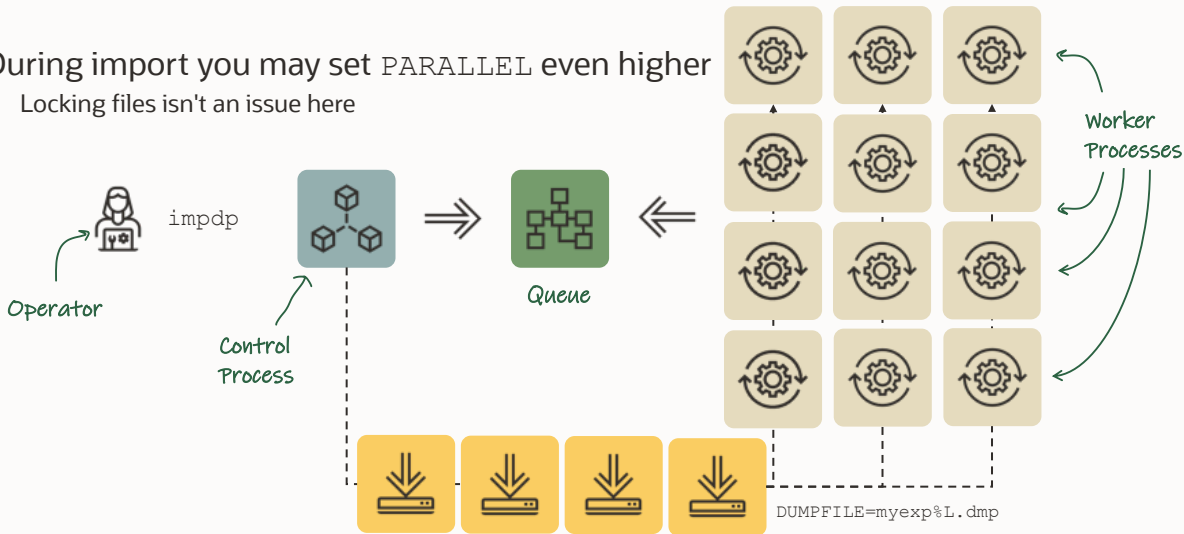 During import you may set PARALLEL even higher
Locking files isn't an issue here
Worker
Processes
impdp
Operator
Queue
Control
Process
DUMPFILE=myexp%L.dmp